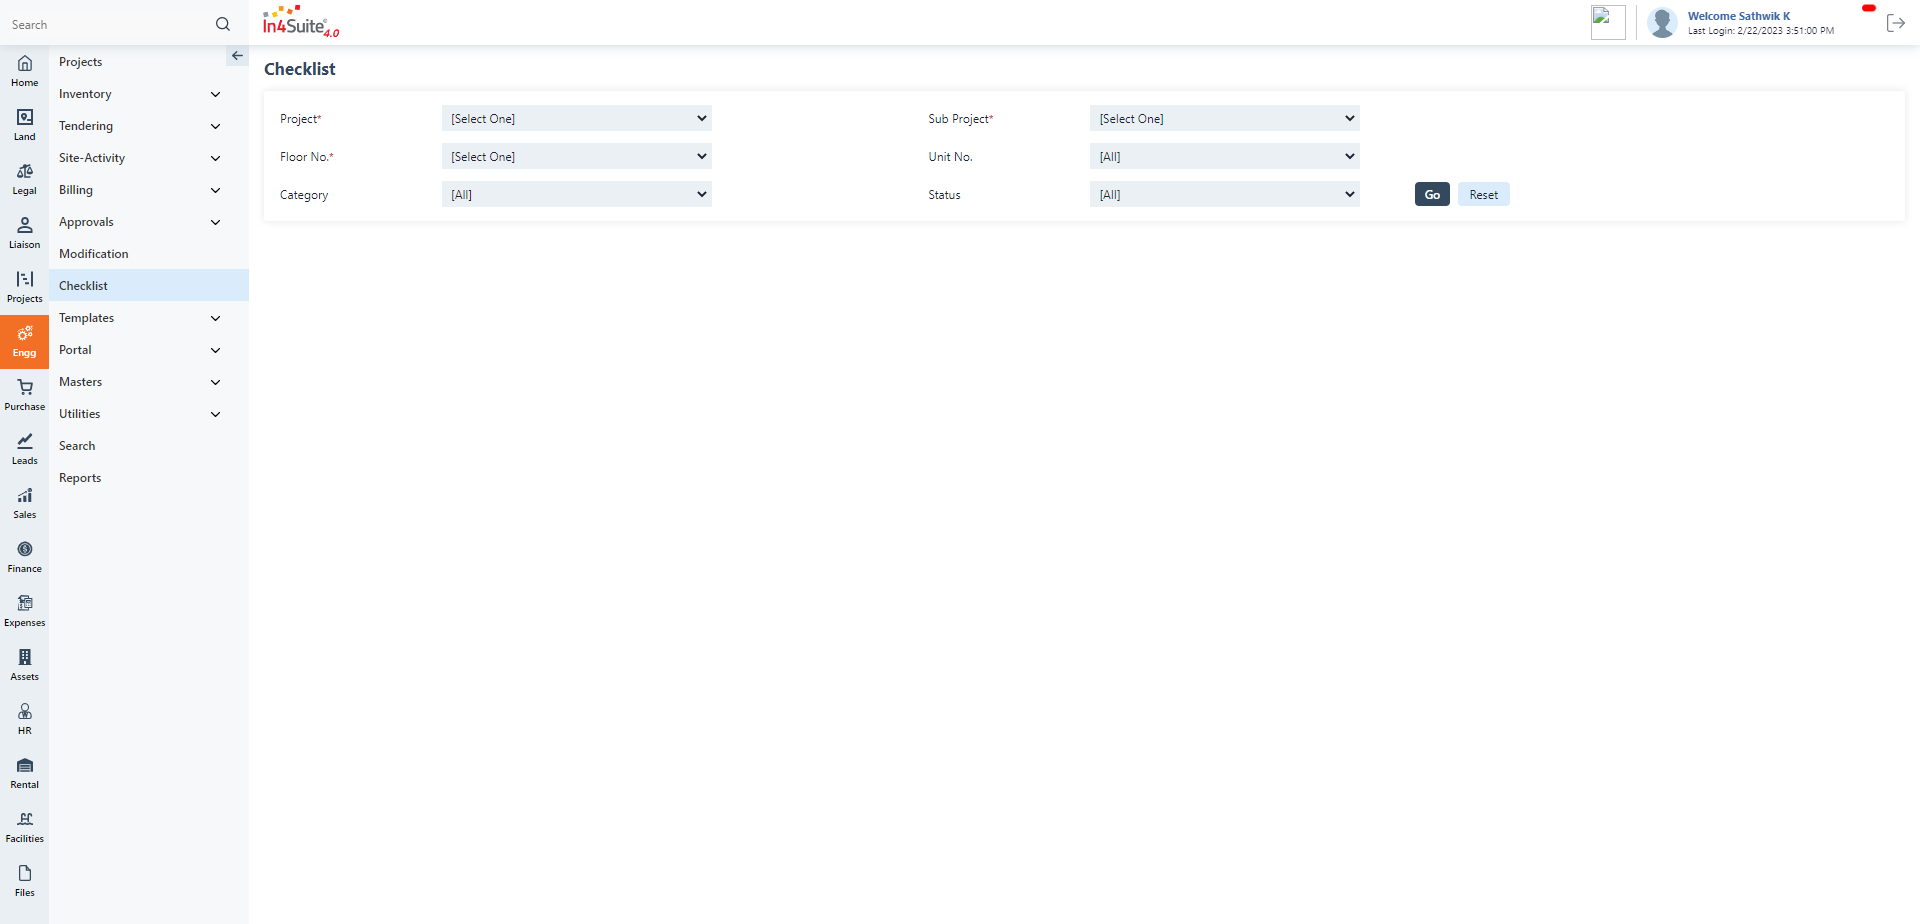 Search
In4Suite® 4.0
Welcome Sathwik K
Last Login: 2/22/2023 3:51:00 PM
Home
Land
Legal
Liaison
Projects
Engg
Purchase
Leads
Sales
Finance
Expenses
Assets
HR
Rental
Facilities
Files
Projects
Inventory
Tendering
Site-Activity
Billing
Approvals
Modification
Checklist
Templates
Portal
Masters
Utilities
Search
Reports
Checklist
Project* [Select One] Sub Project* [Select One]
Floor No.* [Select One] Unit No. [All]
Category [All] Status [All] Go Reset